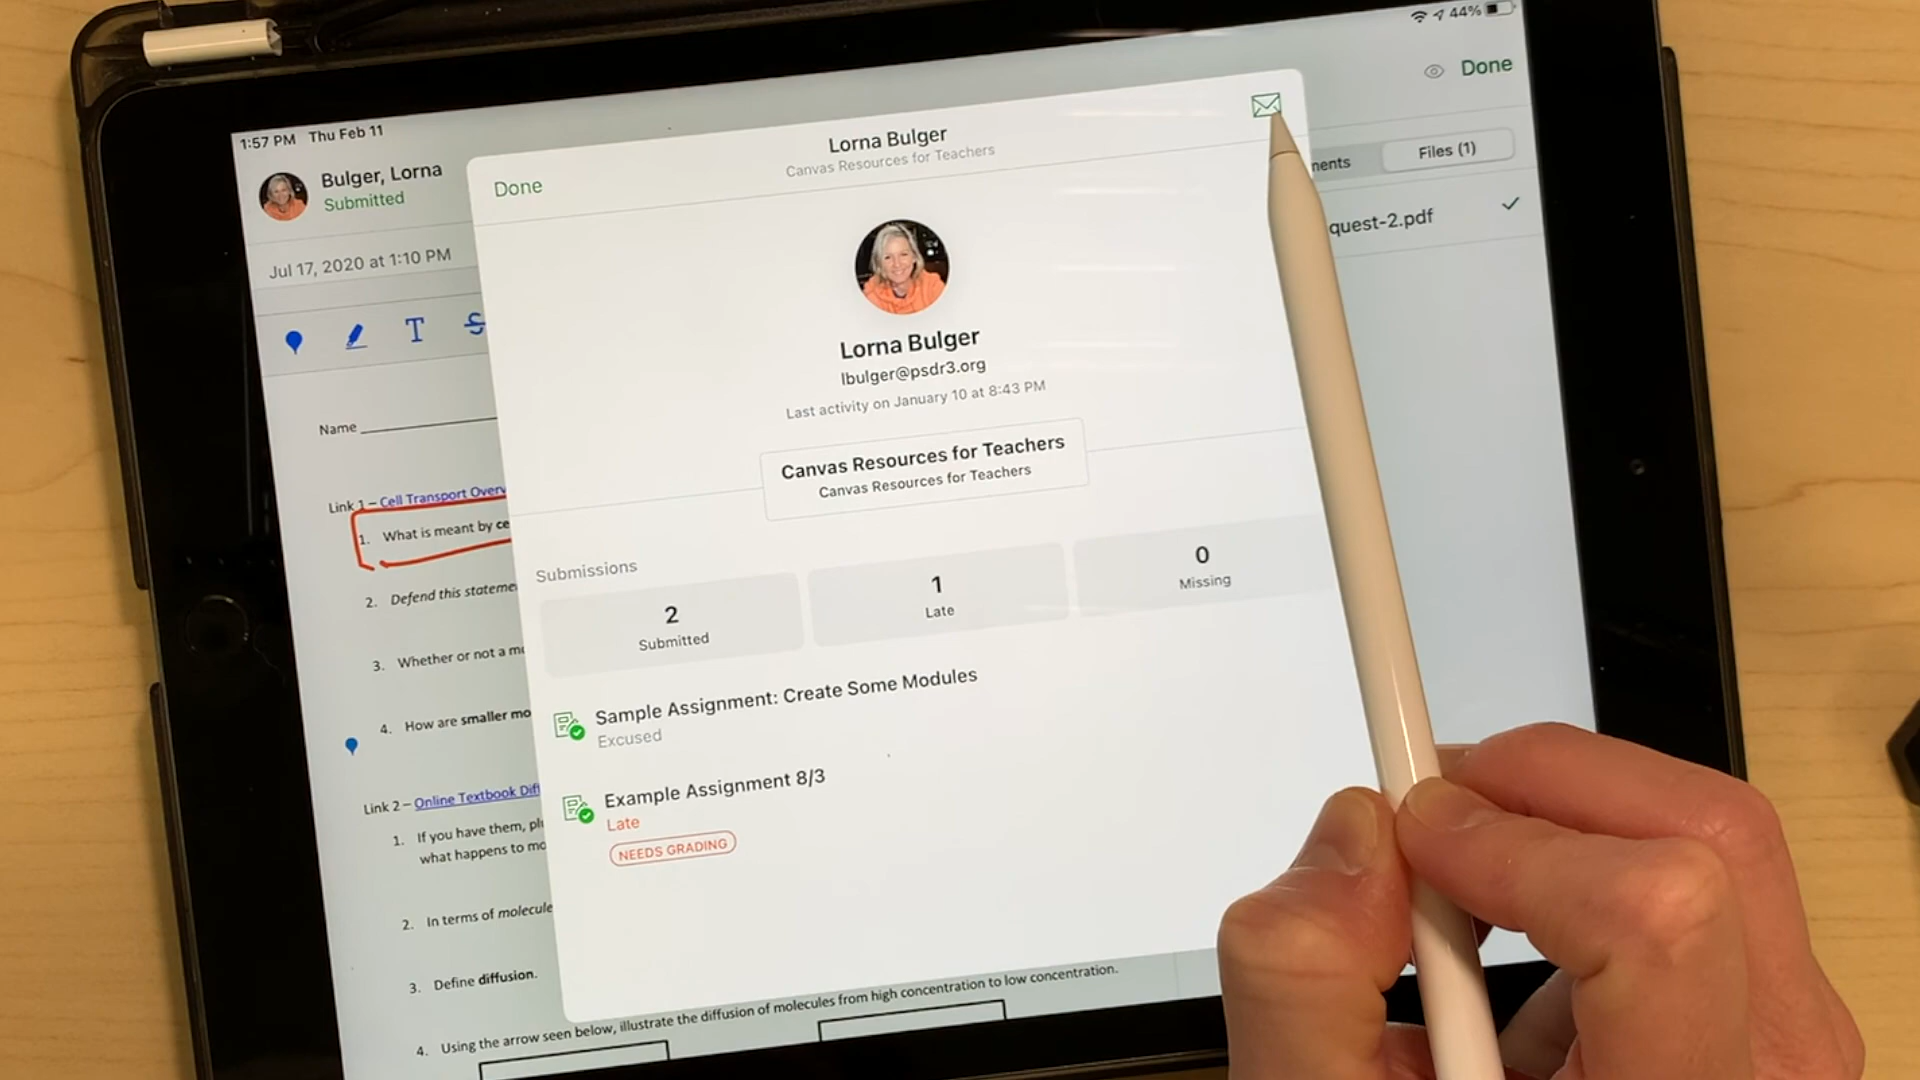 1:57 PM Thu Feb 11
44%
Done
Bulger, Lorna
Submitted
Jul 17, 2020 at 1:10 PM
T
S
Files (1)
quest-2.pdf
Done
Lorna Bulger
Canvas Resources for Teachers
Lorna Bulger
lbulger@psdr3.org
Last activity on January 10 at 8:43 PM
Canvas Resources for Teachers
Canvas Resources for Teachers
Submissions
2
Submitted
1
Late
0
Missing
Sample Assignment: Create Some Modules
Excused
Example Assignment 8/3
Late
NEEDS GRADING
Name
Link 1 – Cell Transport Overv
1. What is meant by ce
2. Defend this stateme
3. Whether or not a m
4. How are smaller mo
Link 2 – Online Textbook Dif
1. If you have them, pl
what happens to mo
2. In terms of molecule
3. Define diffusion.
4. Using the arrow seen below, illustrate the diffusion of molecules from high concentration to low concentration.